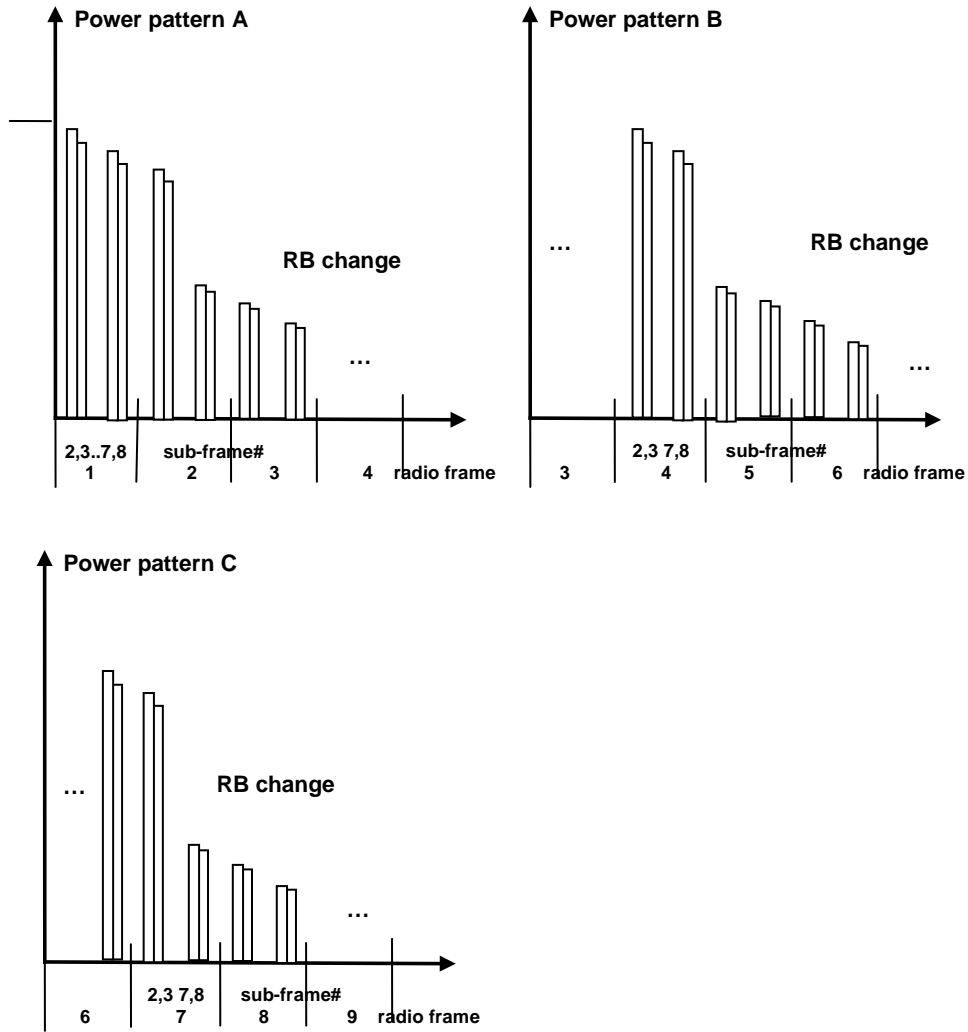 Power pattern A
RB change
...
2,3..7,8 sub-frame#
1 2 3 4 radio frame
Power pattern B
...
RB change
...
2,3 7,8 sub-frame#
3 4 5 6 radio frame
Power pattern C
...
RB change
...
2,3 7,8 sub-frame#
6 7 8 9 radio frame